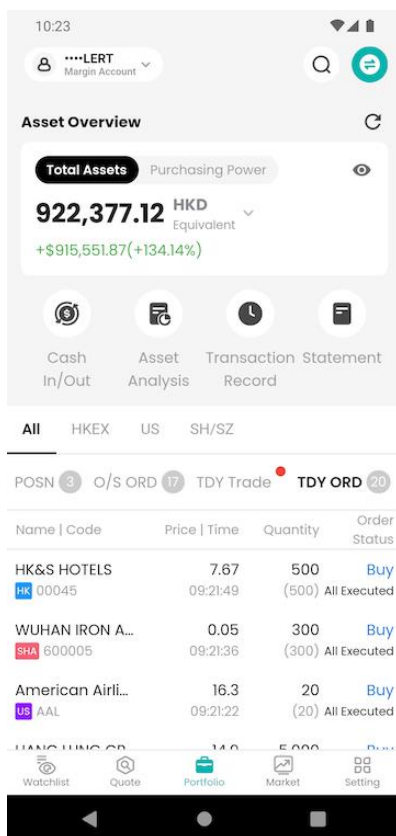 10:23
••••LERT
Margin Account
Asset Overview
Total Assets Purchasing Power
922,377.12 HKD
Equivalent
+$915,551.87(+134.14%)
Cash In/Out
Asset Analysis
Transaction Record
Statement
All HKEX US SH/SZ
POSN 3 O/S ORD 17 TDY Trade TDY ORD 20
Name | Code Price | Time Quantity Order Status
HK&S HOTELS 7.67 500 Buy
HK 00045 09:21:49 (500) All Executed
WUHAN IRON A... 0.05 300 Buy
SHA 600005 09:21:36 (300) All Executed
American Airli... 16.3 20 Buy
US AAL 09:21:22 (20) All Executed
Watchlist Quote Portfolio Market Setting